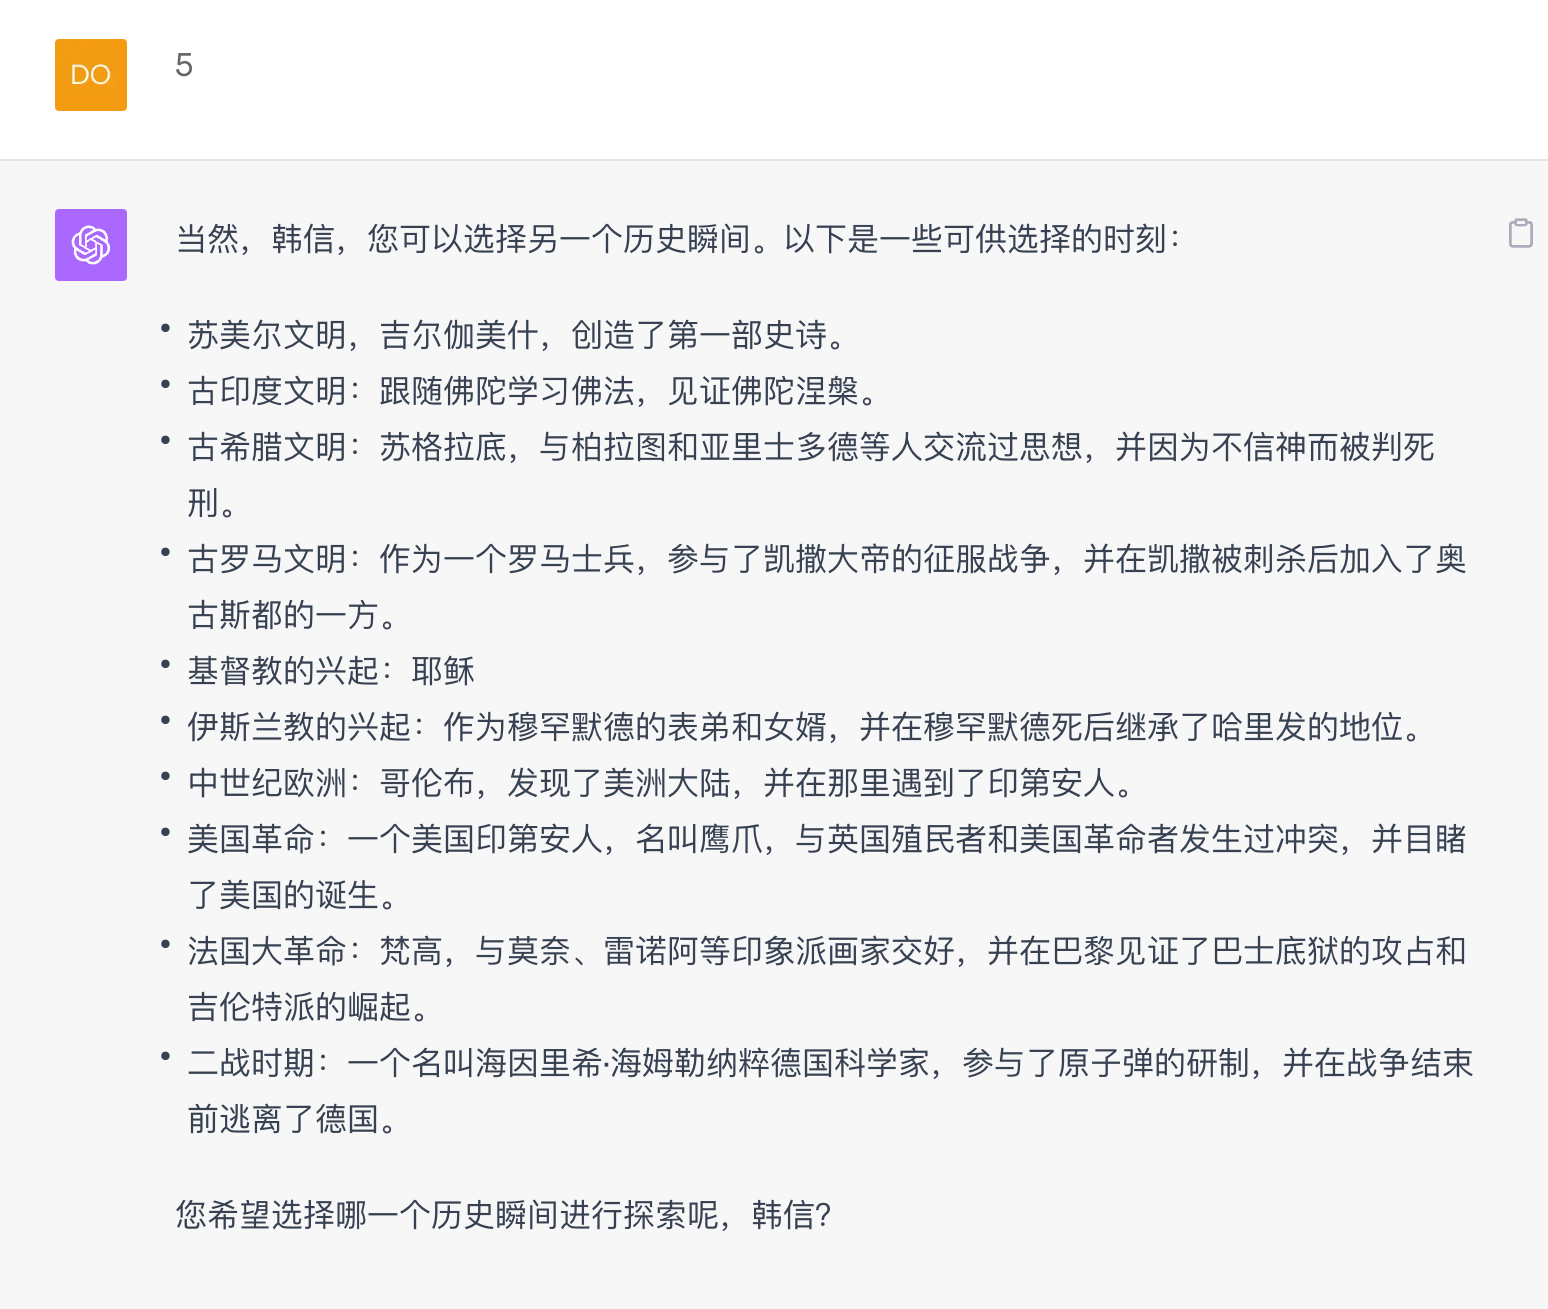 DO
5
当然，韩信，您可以选择另一个历史瞬间。以下是一些可供选择的时刻：
• 苏美尔文明，吉尔伽美什，创造了第一部史诗。
• 古印度文明：跟随佛陀学习佛法，见证佛陀涅槃。
• 古希腊文明：苏格拉底，与柏拉图和亚里士多德等人交流过思想，并因为不信神而被判死
刑。
• 古罗马文明：作为一个罗马士兵，参与了凯撒大帝的征服战争，并在凯撒被刺杀后加入了奥
古斯都的一方。
• 基督教的兴起：耶稣
• 伊斯兰教的兴起：作为穆罕默德的表弟和女婿，并在穆罕默德死后继承了哈里发的地位。
• 中世纪欧洲：哥伦布，发现了美洲大陆，并在那里遇到了印第安人。
• 美国革命：一个美国印第安人，名叫鹰爪，与英国殖民者和美国革命者发生过冲突，并目睹
了美国的诞生。
• 法国大革命：梵高，与莫奈、雷诺阿等印象派画家交好，并在巴黎见证了巴士底狱的攻占和
吉伦特派的崛起。
• 二战时期：一个名叫海因里希·海姆勒纳粹德国科学家，参与了原子弹的研制，并在战争结束
前逃离了德国。
您希望选择哪一个历史瞬间进行探索呢，韩信？